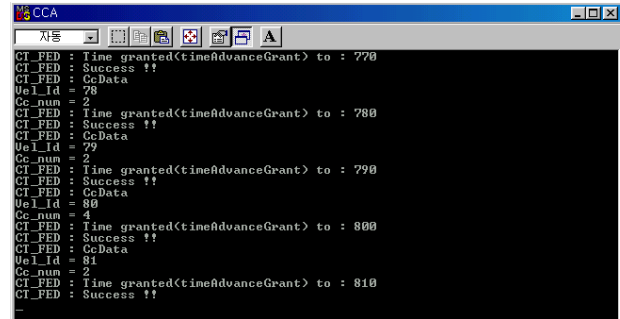 CCA
자동
A
CT_FED : Time granted(timeAdvanceGrant) to : 770
CT_FED : Success !!
CT_FED : CcData
Vel_Id = 78
Cc_num = 2
CT_FED : Time granted(timeAdvanceGrant) to : 780
CT_FED : Success !!
CT_FED : CcData
Vel_Id = 79
Cc_num = 2
CT_FED : Time granted(timeAdvanceGrant) to : 790
CT_FED : Success !!
CT_FED : CcData
Vel_Id = 80
Cc_num = 4
CT_FED : Time granted(timeAdvanceGrant) to : 800
CT_FED : Success !!
CT_FED : CcData
Vel_Id = 81
Cc_num = 2
CT_FED : Time granted(timeAdvanceGrant) to : 810
CT_FED : Success !!
_